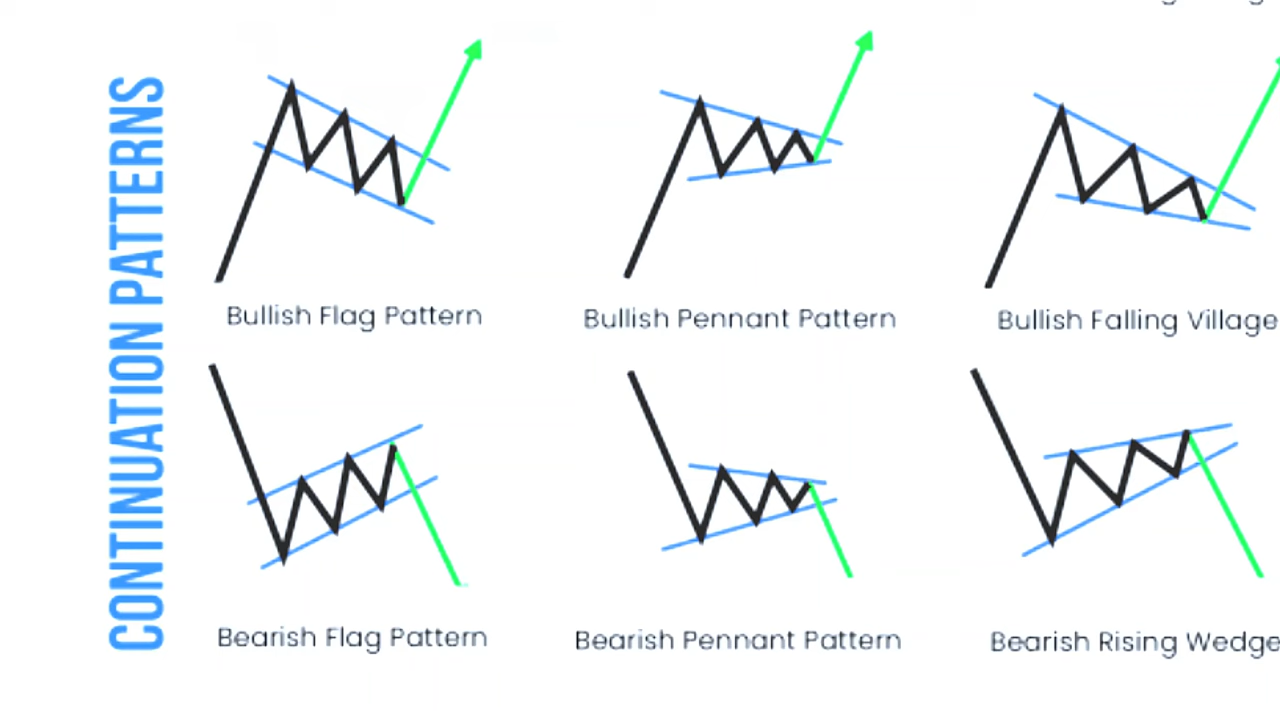 CONTINUATION PATTERNS
Bullish Flag Pattern
Bullish Pennant Pattern
Bullish Falling Village
Bearish Flag Pattern
Bearish Pennant Pattern
Bearish Rising Wedge